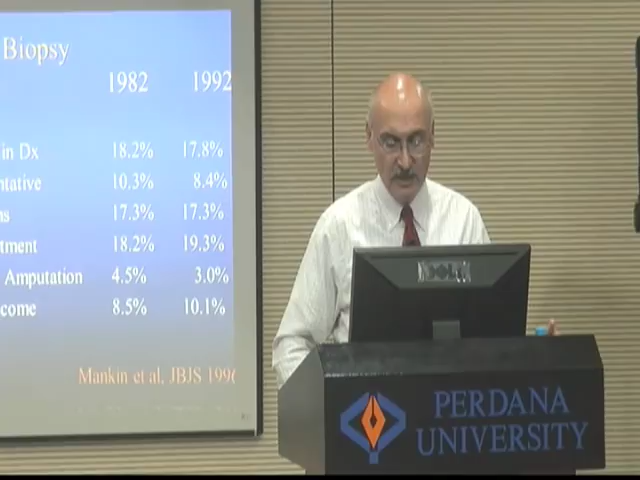 Biopsy
1982 1992
in Dx 18.2% 17.8%
ntative 10.3% 8.4%
ns 17.3% 17.3%
tment 18.2% 19.3%
Amputation 4.5% 3.0%
come 8.5% 10.1%
Mankin et al. JBJS 1996
DELL
PERDANA
UNIVERSITY